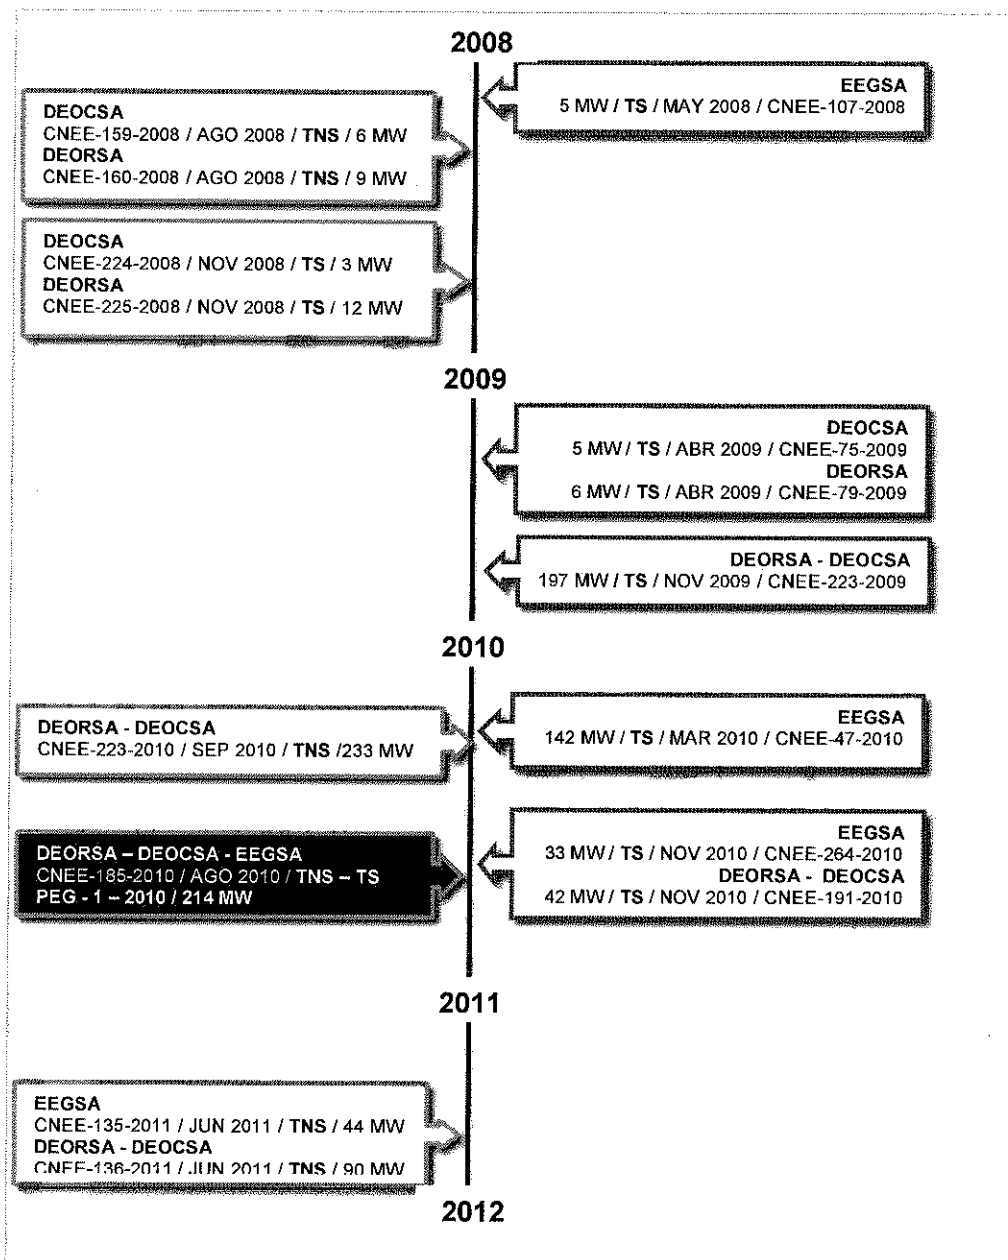 2008
EEGSA
5 MW / TS / MAY 2008 / CNEE-107-2008
DEOCSA
CNEE-159-2008 / AGO 2008 / TNS / 6 MW
DEORSA
CNEE-160-2008 / AGO 2008 / TNS / 9 MW
DEOCSA
CNEE-224-2008 / NOV 2008 / TS / 3 MW
DEORSA
CNEE-225-2008 / NOV 2008 / TS / 12 MW
2009
DEOCSA
5 MW / TS / ABR 2009 / CNEE-75-2009
DEORSA
6 MW / TS / ABR 2009 / CNEE-79-2009
DEORSA - DEOCSA
197 MW / TS / NOV 2009 / CNEE-223-2009
2010
DEORSA - DEOCSA
CNEE-223-2010 / SEP 2010 / TNS /233 MW
EEGSA
142 MW / TS / MAR 2010 / CNEE-47-2010
DEORSA – DEOCSA - EEGSA
CNEE-185-2010 / AGO 2010 / TNS – TS
PEG - 1 – 2010 / 214 MW
EEGSA
33 MW / TS / NOV 2010 / CNEE-264-2010
DEORSA - DEOCSA
42 MW / TS / NOV 2010 / CNEE-191-2010
2011
EEGSA
CNEE-135-2011 / JUN 2011 / TNS / 44 MW
DEORSA - DEOCSA
CNEE-136-2011 / JUN 2011 / TNS / 90 MW
2012